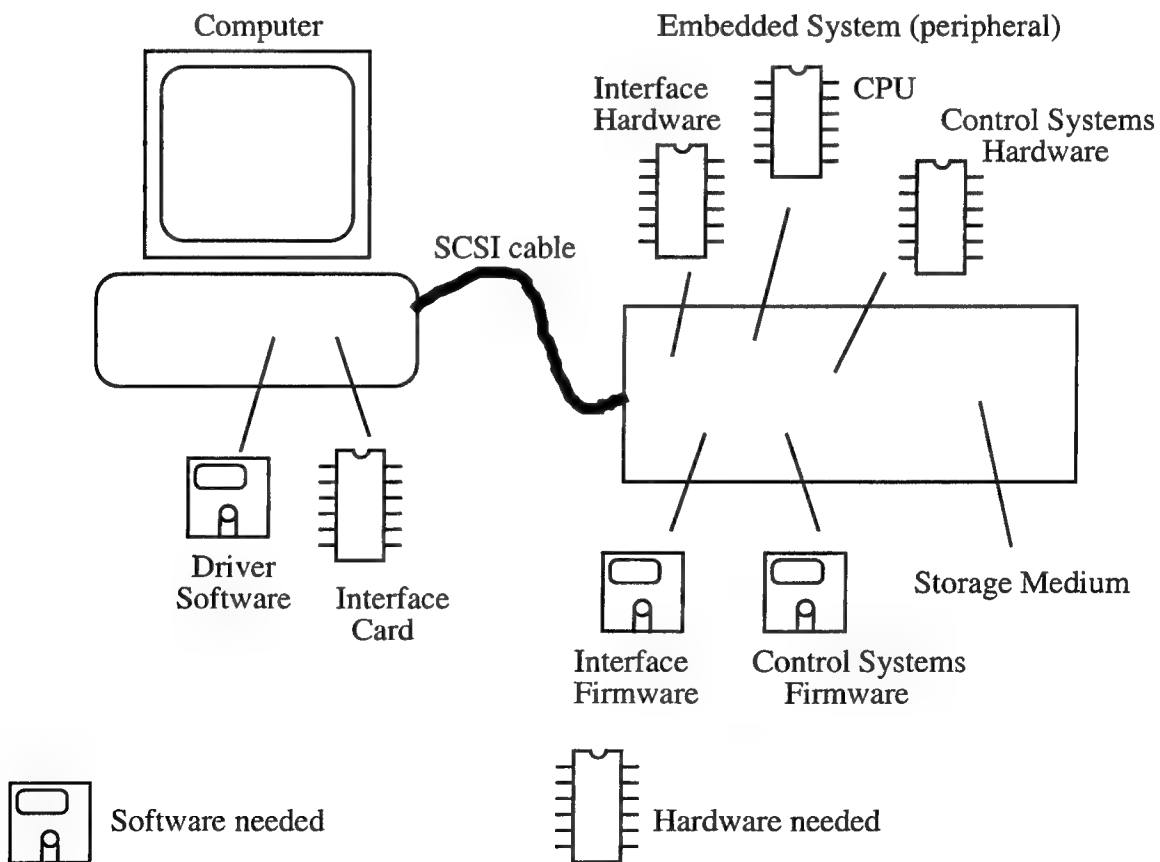 Computer
Embedded System (peripheral)
Interface
Hardware
CPU
Control Systems
Hardware
SCSI cable
Driver
Software
Interface
Card
Storage Medium
Interface
Firmware
Control Systems
Firmware
Software needed
Hardware needed